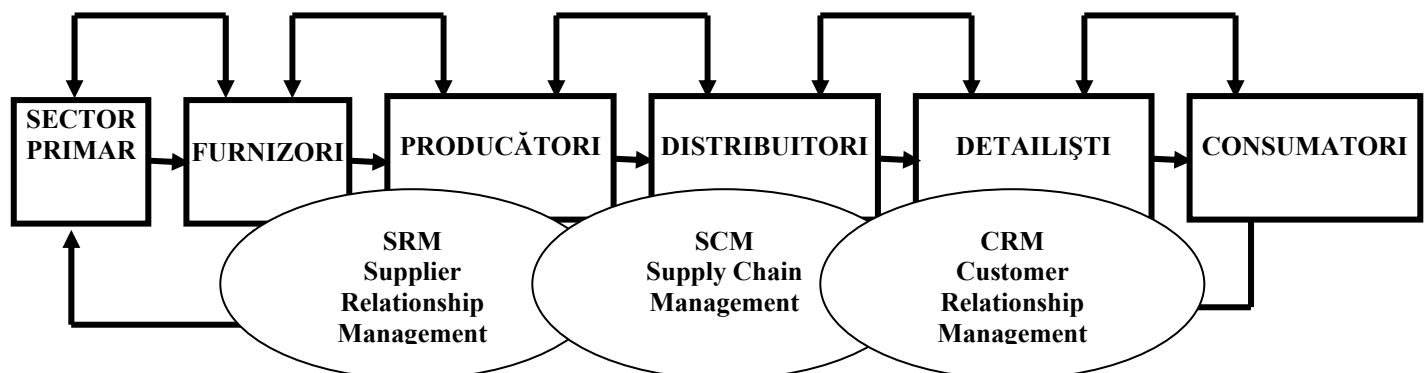 SECTOR
PRIMAR
FURNIZORI
PRODUCĂTORI
DISTRIBUITORI
DETAILIŞTI
CONSUMATORI
SRM
Supplier
Relationship
Management
SCM
Supply Chain
Management
CRM
Customer
Relationship
Management